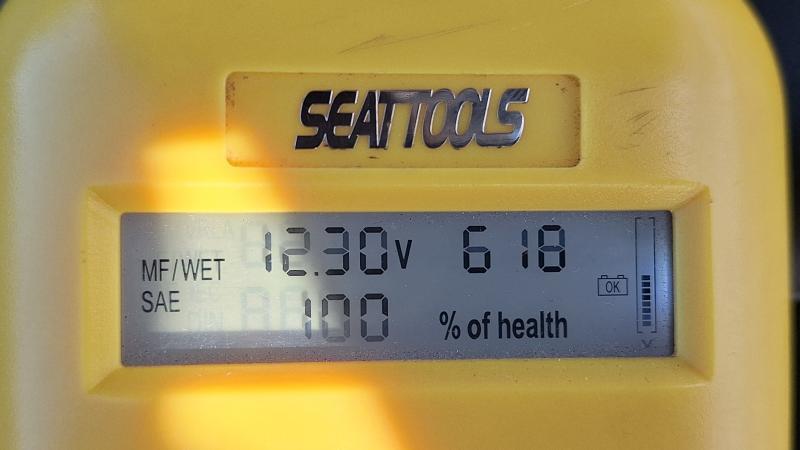 SEATTOOLS
MF/WET 12.30V 618
SAE 100 % of health
OK
V